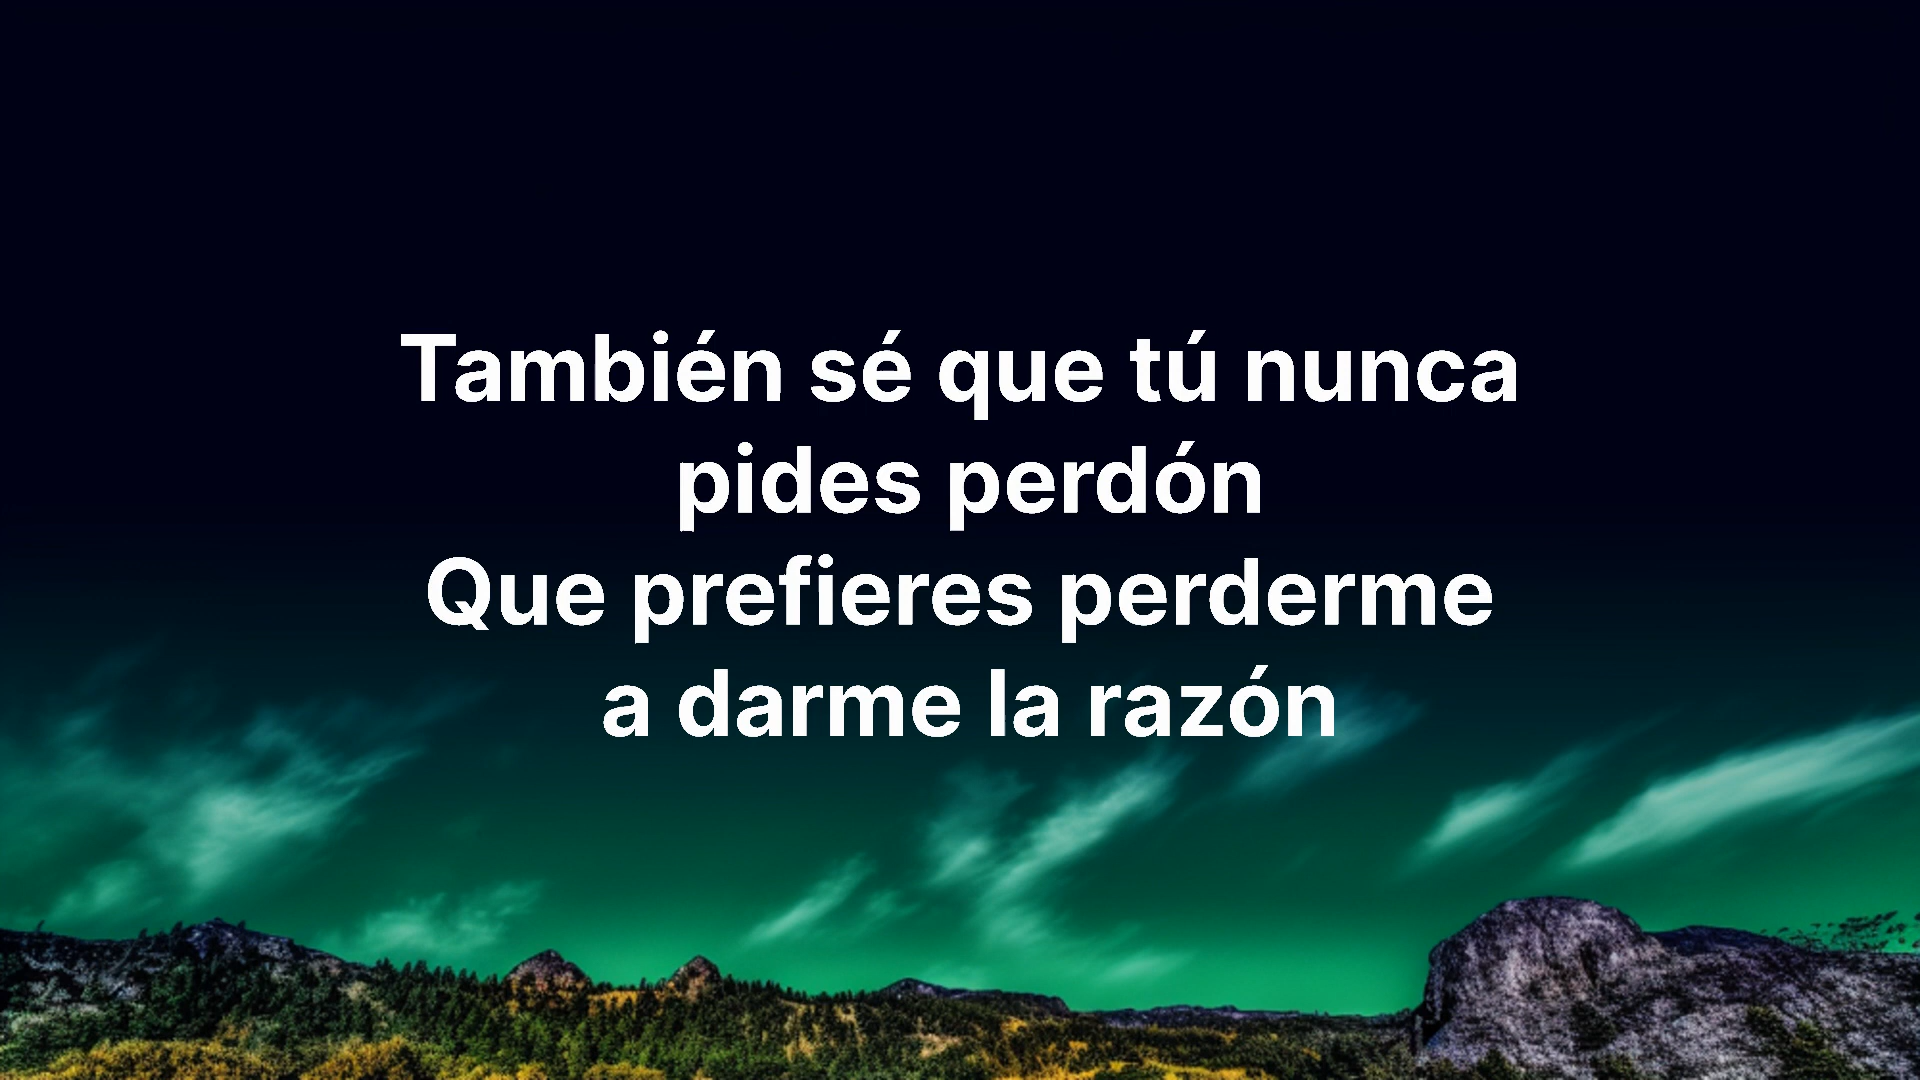 También sé que tú nunca
pides perdón
Que prefieres perderme
a darme la razón